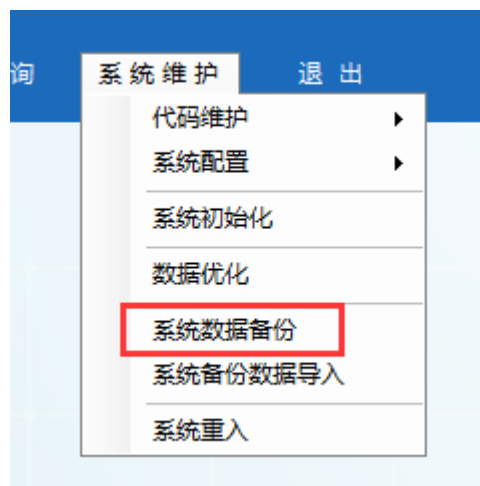 询 系统维护 退出
代码维护
系统配置
系统初始化
数据优化
系统数据备份
系统备份数据导入
系统重入